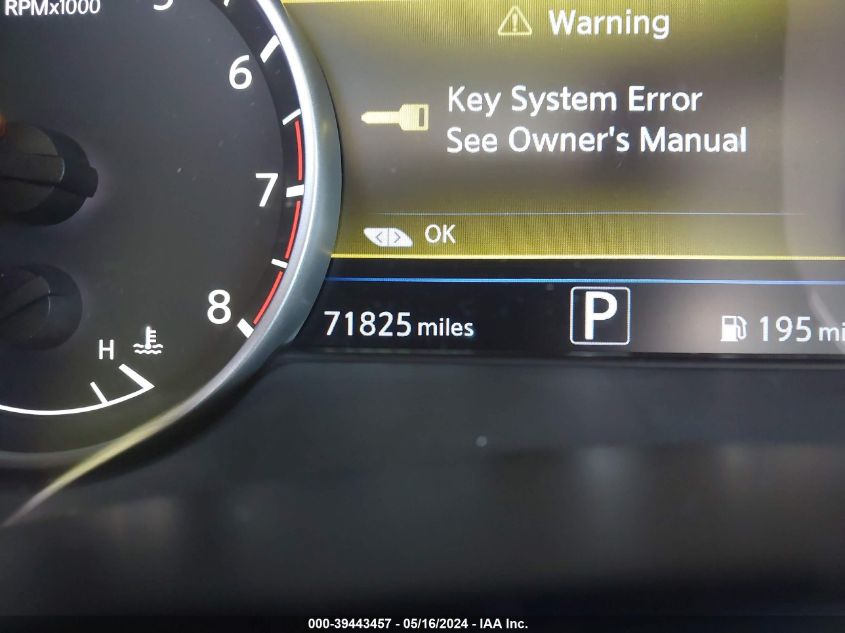 RPMx1000
5
6
7
8
H
Warning
Key System Error
See Owner's Manual
OK
71825 miles
P
195 mi
000-39443457 - 05/16/2024 - IAA Inc.